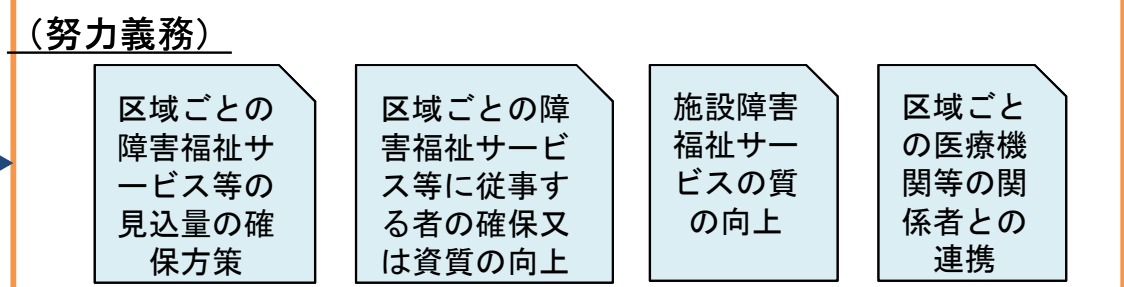 （努力義務）
区域ごとの
障害福祉サ
ービス等の
見込量の確
保方策
区域ごとの障
害福祉サービ
ス等に従事す
る者の確保又
は資質の向上
施設障害
福祉サー
ビスの質
の向上
区域ごと
の医療機
関等の関
係者との
連携